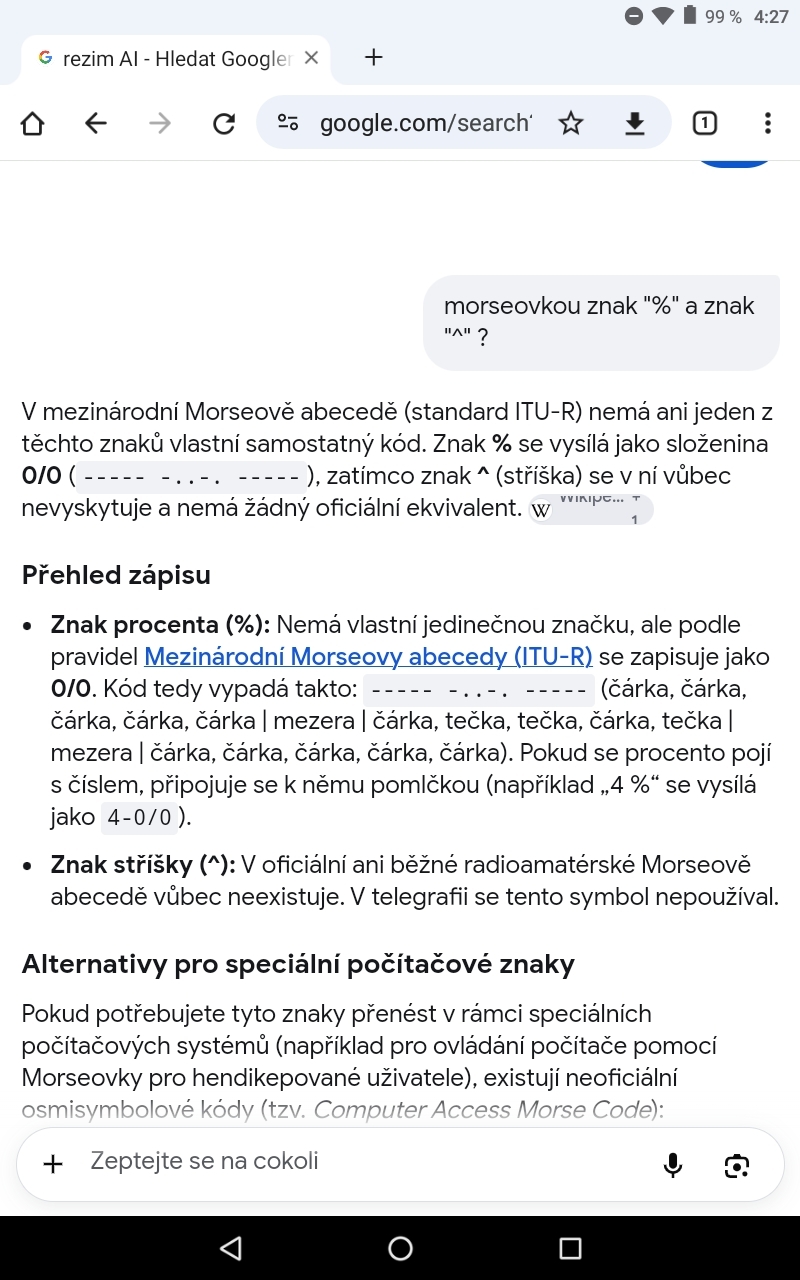 99 % 4:27
rezim AI - Hledat Googler
google.com/search
1
morseovkou znak "%" a znak
"^" ?
V mezinárodní Morseově abecedě (standard ITU-R) nemá ani jeden z
těchto znaků vlastní samostatný kód. Znak % se vysílá jako složenina
0/0 ( ----- -..-. ----- ), zatímco znak ^ (stříška) se v ní vůbec
nevyskytuje a nemá žádný oficiální ekvivalent. W Wikipe... +
1
Přehled zápisu
• Znak procenta (%): Nemá vlastní jedinečnou značku, ale podle
pravidel Mezinárodní Morseovy abecedy (ITU-R) se zapisuje jako
0/0. Kód tedy vypadá takto: ----- -..-. ----- (čárka, čárka,
čárka, čárka, čárka | mezera | čárka, tečka, tečka, čárka, tečka |
mezera | čárka, čárka, čárka, čárka, čárka). Pokud se procento pojí
s číslem, připojuje se k němu pomlčkou (například „4 %“ se vysílá
jako 4-0/0 ).
• Znak stříšky (^): V oficiální ani běžné radioamatérské Morseově
abecedě vůbec neexistuje. V telegrafii se tento symbol nepoužíval.
Alternativy pro speciální počítačové znaky
Pokud potřebujete tyto znaky přenést v rámci speciálních
počítačových systémů (například pro ovládání počítače pomocí
Morseovky pro hendikepované uživatele), existují neoficiální
osmisymbolové kódy (tzv. Computer Access Morse Code):
Zeptejte se na cokoli